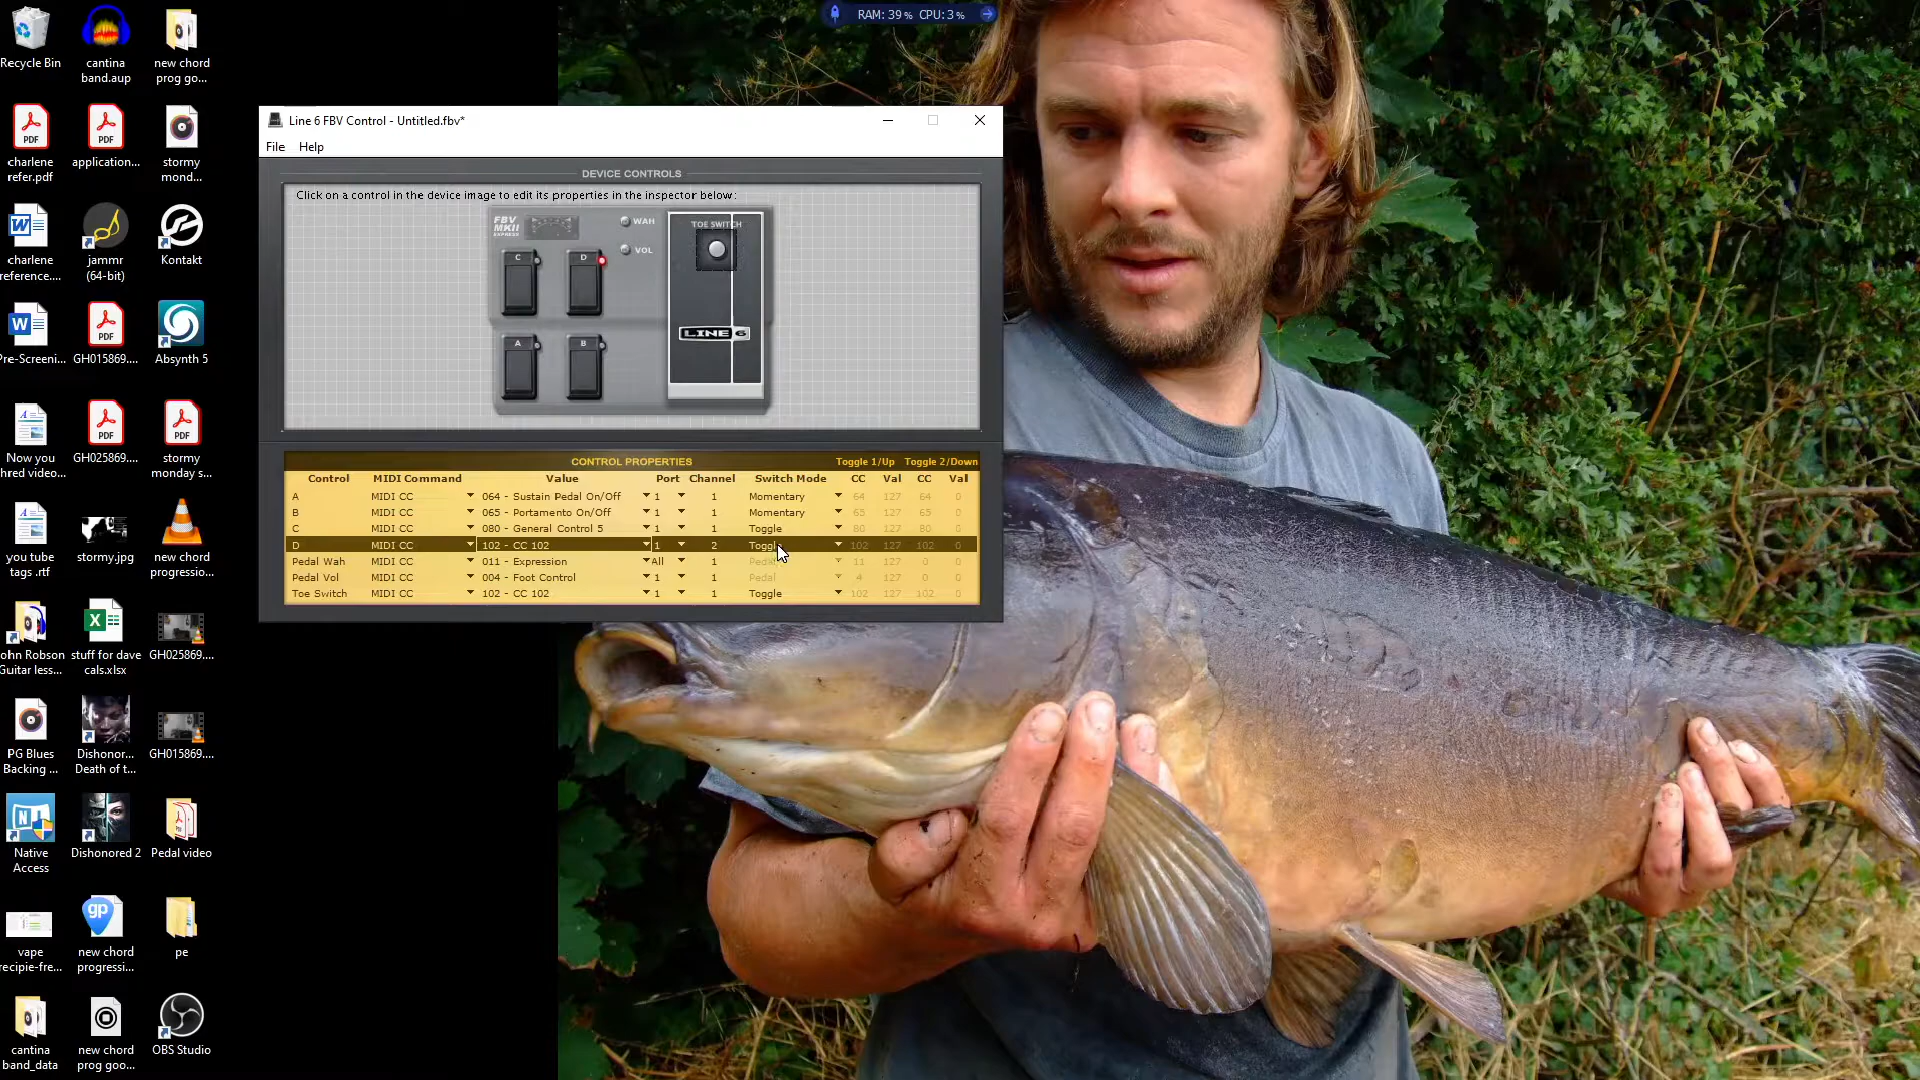 RAM: 39 % CPU: 3 %
Recycle Bin
cantina
band.aup
new chord
prog go...
charlene
refer.pdf
application...
stormy
mond...
charlene
reference....
jammr
(64-bit)
Kontakt
Pre-Screeni...
GH015869....
Absynth 5
Now you
hred video...
GH025869....
stormy
monday s...
you tube
tags .rtf
stormy.jpg
new chord
progressio...
ohn Robson
Guitar less...
stuff for dave
cals.xlsx
GH025869....
PG Blues
Backing ...
Dishonor...
Death of t...
GH015869....
Native
Access
Dishonored 2
Pedal video
vape
recipie-fre...
new chord
progressi...
pe
cantina
band_data
new chord
prog goo...
OBS Studio
Line 6 FBV Control - Untitled.fbv*
File Help
DEVICE CONTROLS
Click on a control in the device image to edit its properties in the inspector below:
FBV
MKII
EXPRESS
WAH
VOL
TOE SWITCH
C D
A B
LINE 6
CONTROL PROPERTIES Toggle 1/Up Toggle 2/Down
Control MIDI Command Value Port Channel Switch Mode CC Val CC Val
A MIDI CC 064 - Sustain Pedal On/Off 1 1 Momentary 64 127 64 0
B MIDI CC 065 - Portamento On/Off 1 1 Momentary 65 127 65 0
C MIDI CC 080 - General Control 5 1 1 Toggle 80 127 80 0
D MIDI CC 102 - CC 102 1 2 Toggle 102 127 102 0
Pedal Wah MIDI CC 011 - Expression All 1 Pedal 11 127 0 0
Pedal Vol MIDI CC 004 - Foot Control 1 1 Pedal 4 127 0 0
Toe Switch MIDI CC 102 - CC 102 1 1 Toggle 102 127 102 0